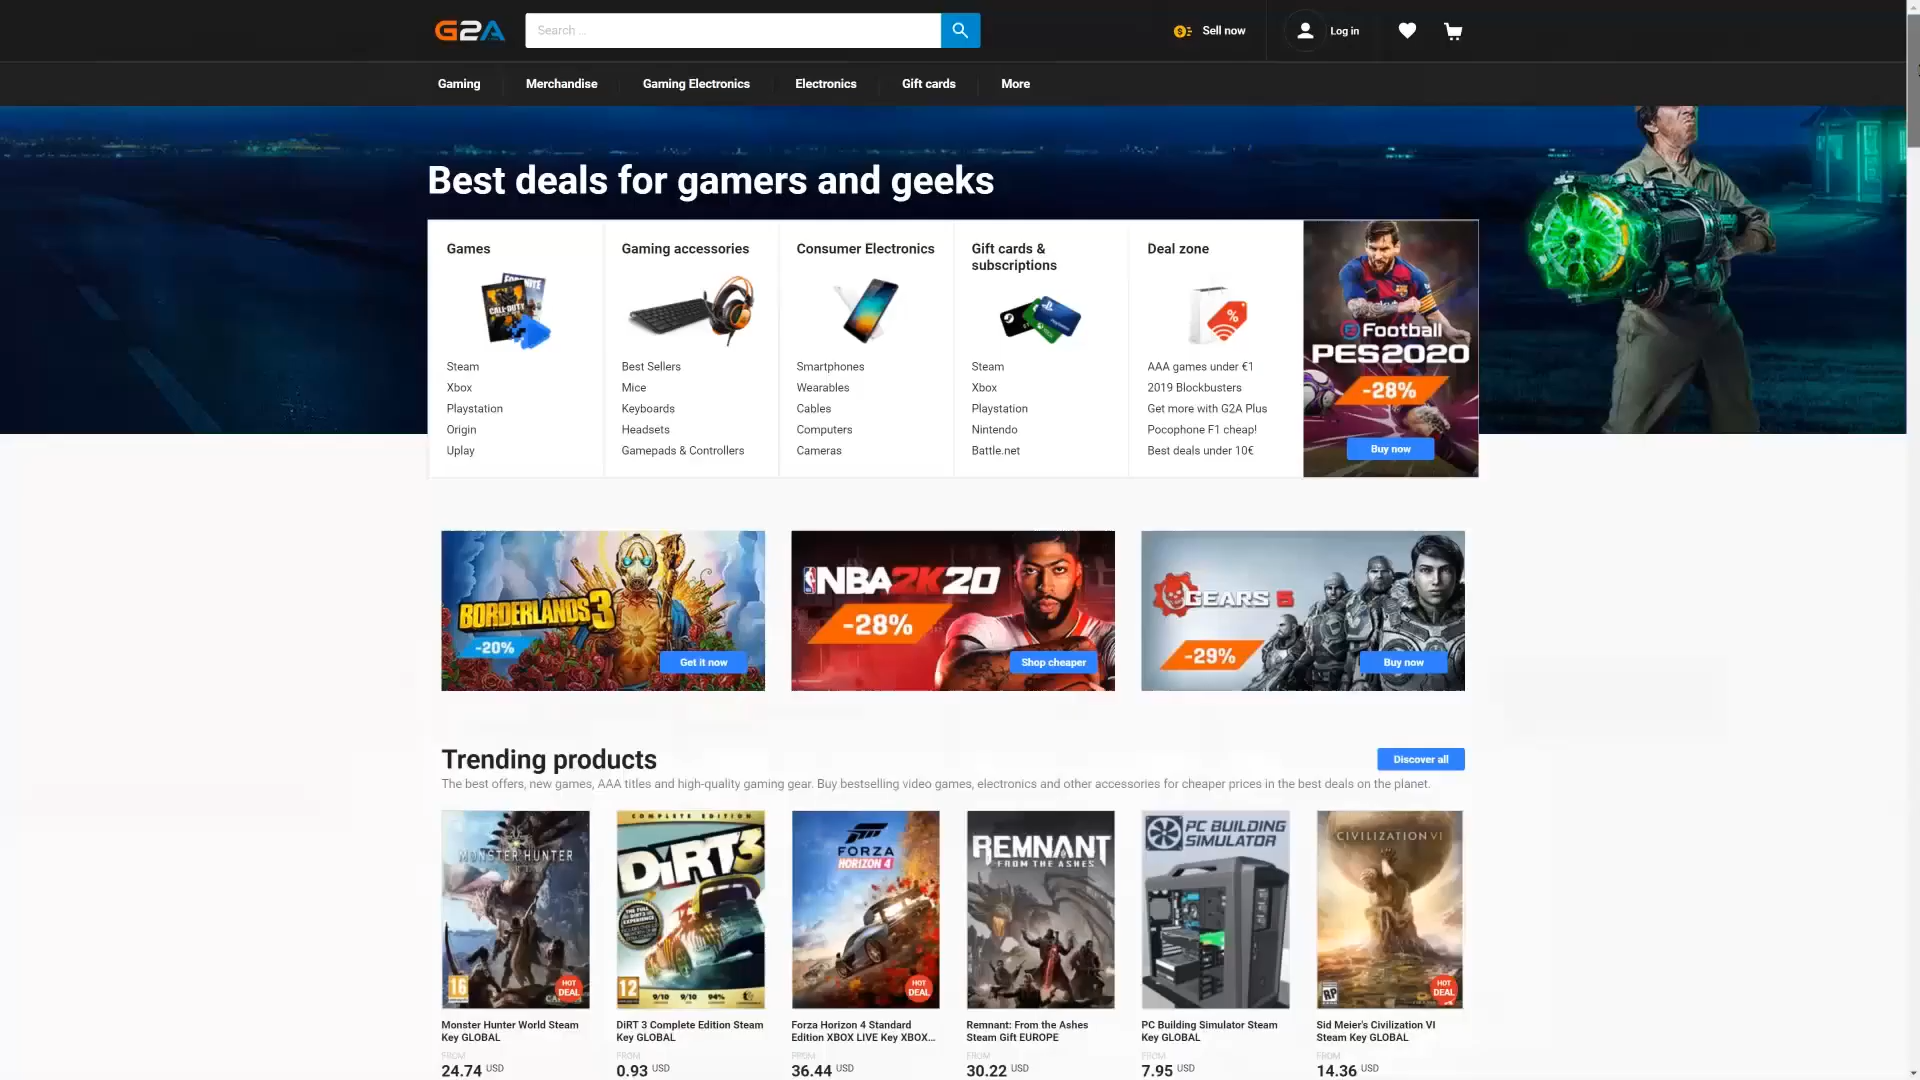 G2A
Search ...
Sell now
Log in
Gaming
Merchandise
Gaming Electronics
Electronics
Gift cards
More
Best deals for gamers and geeks
Games
Steam
Xbox
Playstation
Origin
Uplay
Gaming accessories
Best Sellers
Mice
Keyboards
Headsets
Gamepads & Controllers
Consumer Electronics
Smartphones
Wearables
Cables
Computers
Cameras
Gift cards &
subscriptions
Steam
Xbox
Playstation
Nintendo
Battle.net
Deal zone
AAA games under €1
2019 Blockbusters
Get more with G2A Plus
Pocophone F1 cheap!
Best deals under 10€
Football
PES2020
-28%
Buy now
BORDERLANDS 3
-20%
Get it now
NBA 2K20
-28%
Shop cheaper
GEARS 5
-29%
Buy now
Trending products
Discover all
The best offers, new games, AAA titles and high-quality gaming gear. Buy bestselling video games, electronics and other accessories for cheaper prices in the best deals on the planet.
MONSTER HUNTER
16
HOT
DEAL
Monster Hunter World Steam
Key GLOBAL
FROM
24.74 USD
COMPLETE EDITION
DiRT3
THE FULL
DiRT3
EXPERIENCE
12
9/10
9/10
94%
DiRT 3 Complete Edition Steam
Key GLOBAL
FROM
0.93 USD
FORZA
HORIZON 4
HOT
DEAL
Forza Horizon 4 Standard
Edition XBOX LIVE Key XBOX...
FROM
36.44 USD
REMNANT
FROM THE ASHES
Remnant: From the Ashes
Steam Gift EUROPE
FROM
30.22 USD
PC BUILDING
SIMULATOR
PC Building Simulator Steam
Key GLOBAL
FROM
7.95 USD
CIVILIZATION VI
RP
HOT
DEAL
Sid Meier's Civilization VI
Steam Key GLOBAL
FROM
14.36 USD